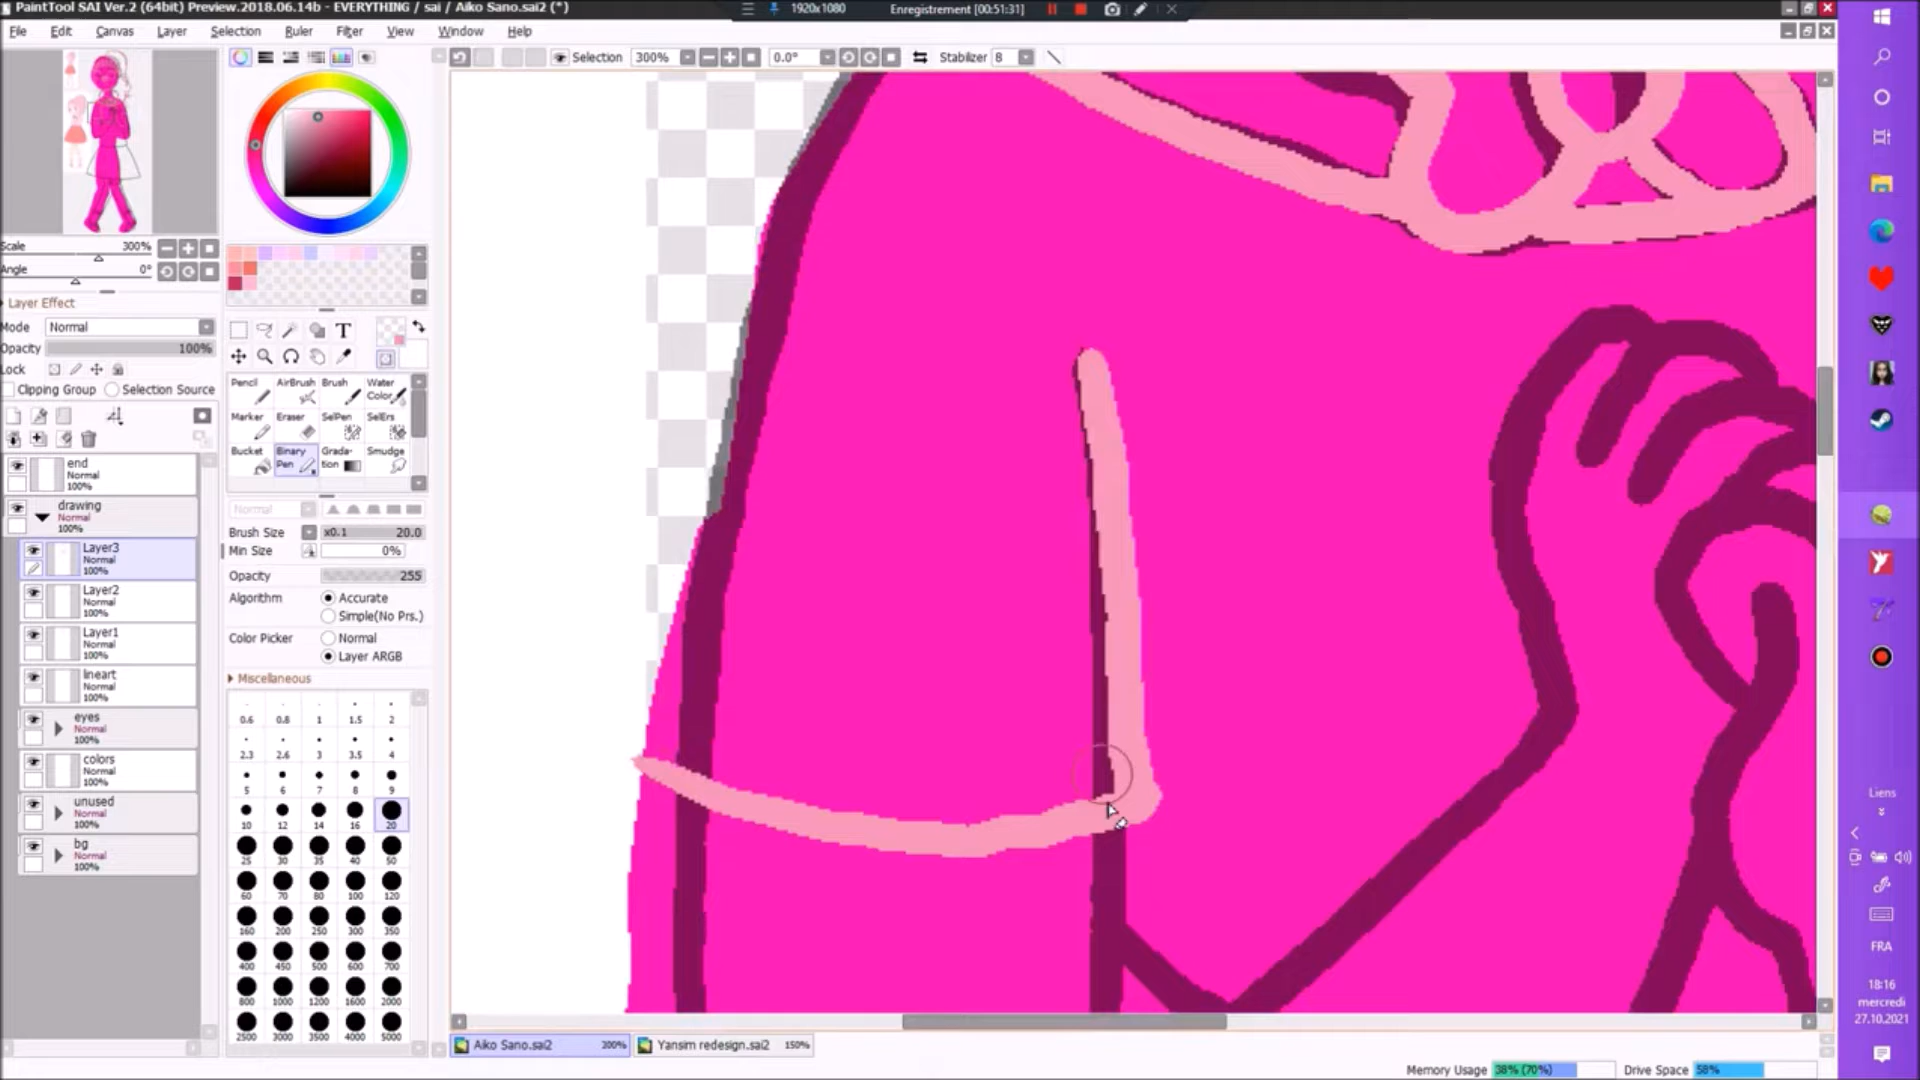 PaintTool SAI Ver.2 (64bit) Preview.2018.06.14b - EVERYTHING / sai / Aiko Sano.sai2 (*)
1920x1080
Enregistrement [00:51:31]
File Edit Canvas Layer Selection Ruler Filter View Window Help
Selection 300% 0.0° Stabilizer 8
Scale 300%
Angle 0°
Layer Effect
Mode Normal
Opacity 100%
Lock
Clipping Group Selection Source
end
Normal
100%
drawing
Normal
100%
Layer3
Normal
100%
Layer2
Normal
100%
Layer1
Normal
100%
lineart
Normal
100%
eyes
Normal
100%
colors
Normal
100%
unused
Normal
100%
bg
Normal
100%
T
Pencil AirBrush Brush Water Color
Marker Eraser SelPen SelErs
Bucket Binary Pen Grada-tion Smudge
Normal
Brush Size x0.1 20.0
Min Size 0%
Opacity 255
Algorithm Accurate
Simple(No Prs.)
Color Picker Normal
Layer ARGB
Miscellaneous
0.6 0.8 1 1.5 2
2.3 2.6 3 3.5 4
5 6 7 8 9
10 12 14 16 20
25 30 35 40 50
60 70 80 100 120
160 200 250 300 350
400 450 500 600 700
800 1000 1200 1600 2000
2500 3000 3500 4000 5000
Aiko Sano.sai2 300% Yansim redesign.sai2 150%
Memory Usage 38% (70%) Drive Space 58%
Liens
FRA
18:16
mercredi
27.10.2021